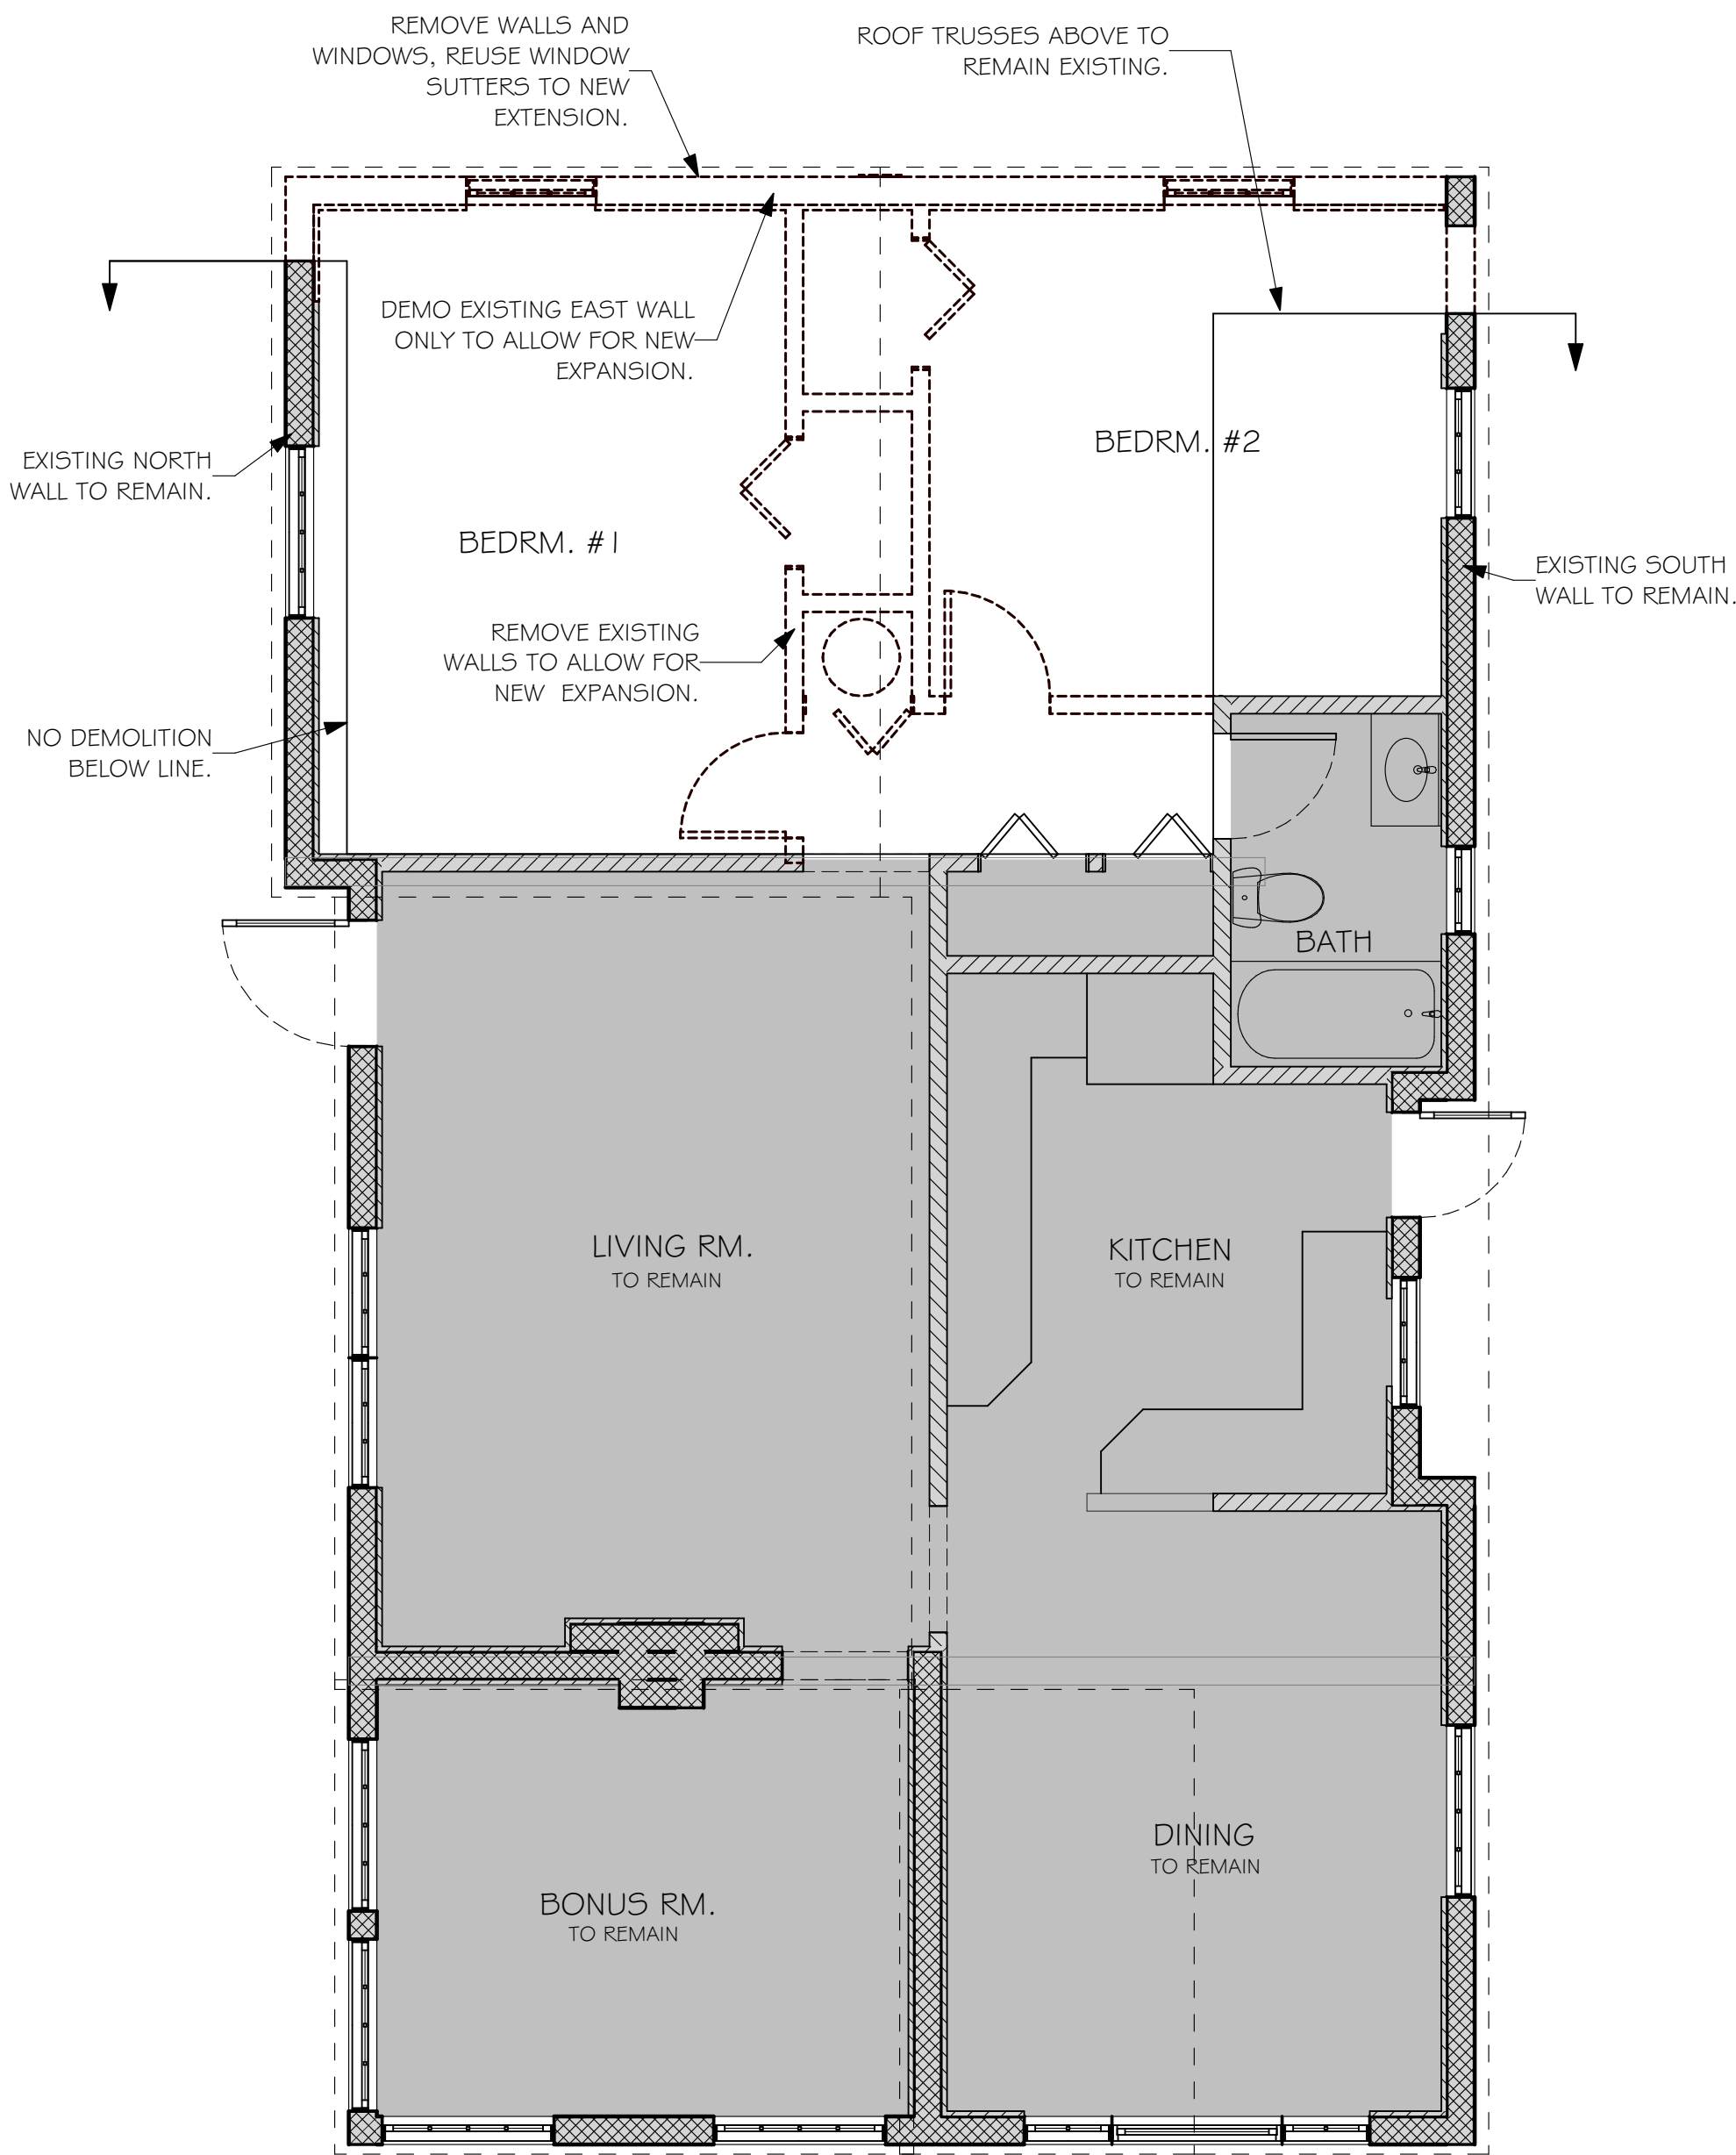 REMOVE WALLS AND
WINDOWS, REUSE WINDOW
SUTTERS TO NEW
EXTENSION.
ROOF TRUSSES ABOVE TO
REMAIN EXISTING.
DEMO EXISTING EAST WALL
ONLY TO ALLOW FOR NEW
EXPANSION.
EXISTING NORTH
WALL TO REMAIN.
BEDRM. #2
BEDRM. #1
EXISTING SOUTH
WALL TO REMAIN.
REMOVE EXISTING
WALLS TO ALLOW FOR
NEW EXPANSION.
NO DEMOLITION
BELOW LINE.
BATH
LIVING RM.
TO REMAIN
KITCHEN
TO REMAIN
DINING
TO REMAIN
BONUS RM.
TO REMAIN